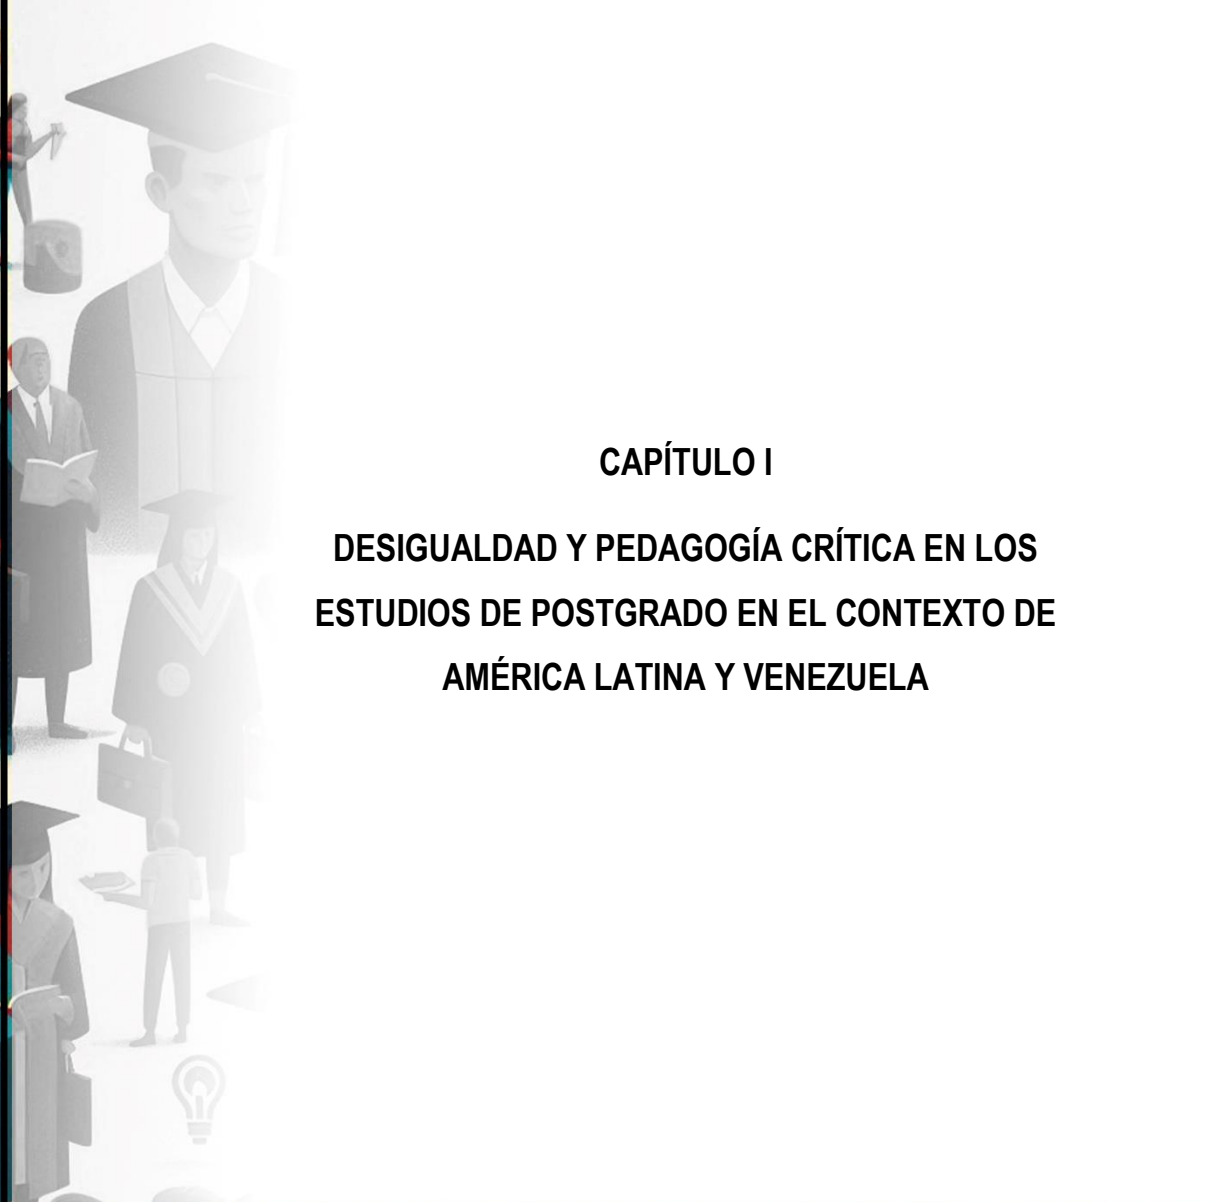 CAPÍTULO I
DESIGUALDAD Y PEDAGOGÍA CRÍTICA EN LOS
ESTUDIOS DE POSTGRADO EN EL CONTEXTO DE
AMÉRICA LATINA Y VENEZUELA